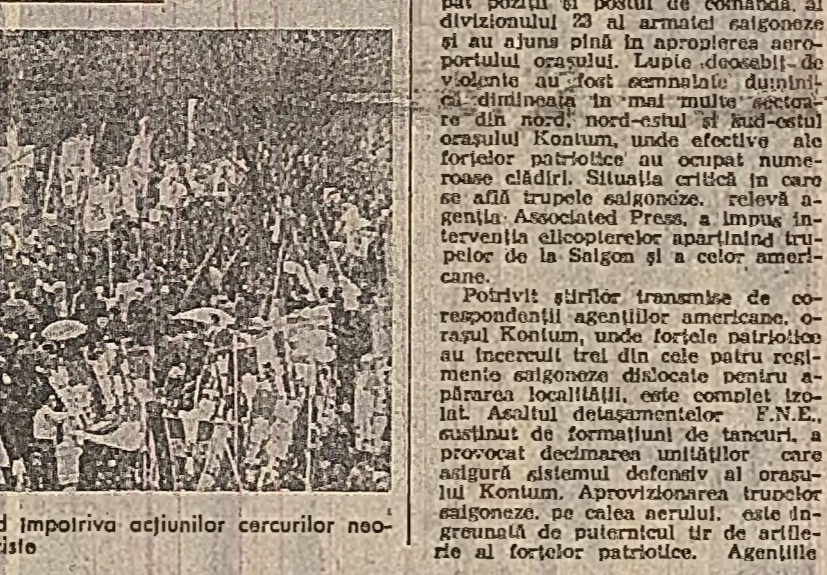 pat poziții și postul de comandă al
divizionului 23 al armatei saigoneze
și au ajuns pînă în apropierea aero-
portului orașului. Lupte deosebit de
violente au fost semnalate dumini-
că dimineața în mai multe sectoa-
re din nord, nord-estul și sud-estul
orașului Kontum, unde efective ale
forțelor patriotice au ocupat nume-
roase clădiri. Situația critică în care
se află trupele saigoneze, relevă a-
genția Associated Press, a impus in-
tervenția elicopterelor aparținînd tru-
pelor de la Saigon și a celor ameri-
cane.
Potrivit știrilor transmise de co-
respondenții agențiilor americane, o-
rașul Kontum, unde forțele patriotice
au încercuit trei din cele patru regi-
mente saigoneze dislocate pentru a-
părarea localității, este complet izo-
lat. Asaltul detașamentelor F.N.E.,
susținut de formațiuni de tancuri, a
provocat decimarea unităților care
asigură sistemul defensiv al orașu-
lui Kontum. Aprovizionarea trupelor
saigoneze, pe calea aerului, este în-
greunată de puternicul tir de artile-
rie al forțelor patriotice. Agențiile
d împotriva acțiunilor cercurilor neo-
ciste